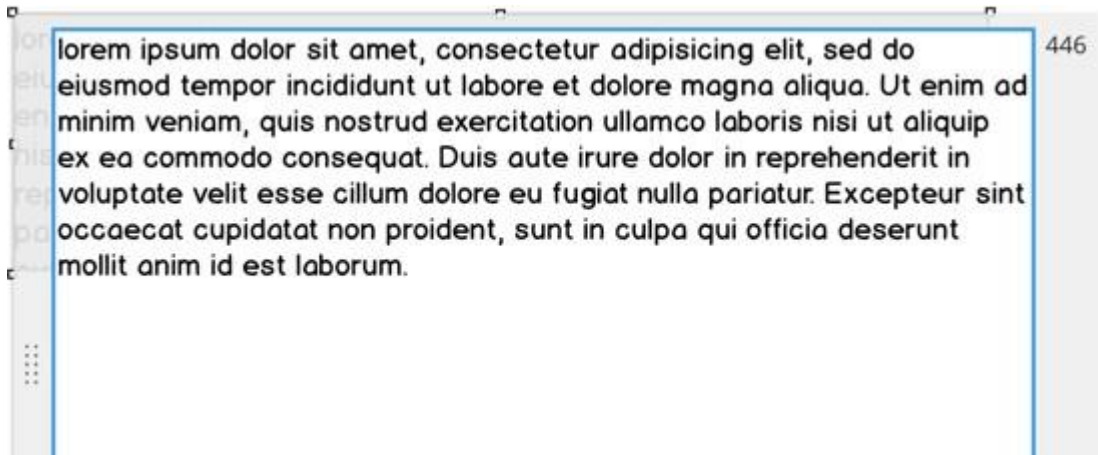 lorem ipsum dolor sit amet, consectetur adipisicing elit, sed do
eiusmod tempor incididunt ut labore et dolore magna aliqua. Ut enim ad
minim veniam, quis nostrud exercitation ullamco laboris nisi ut aliquip
ex ea commodo consequat. Duis aute irure dolor in reprehenderit in
voluptate velit esse cillum dolore eu fugiat nulla pariatur. Excepteur sint
occaecat cupidatat non proident, sunt in culpa qui officia deserunt
mollit anim id est laborum.
446